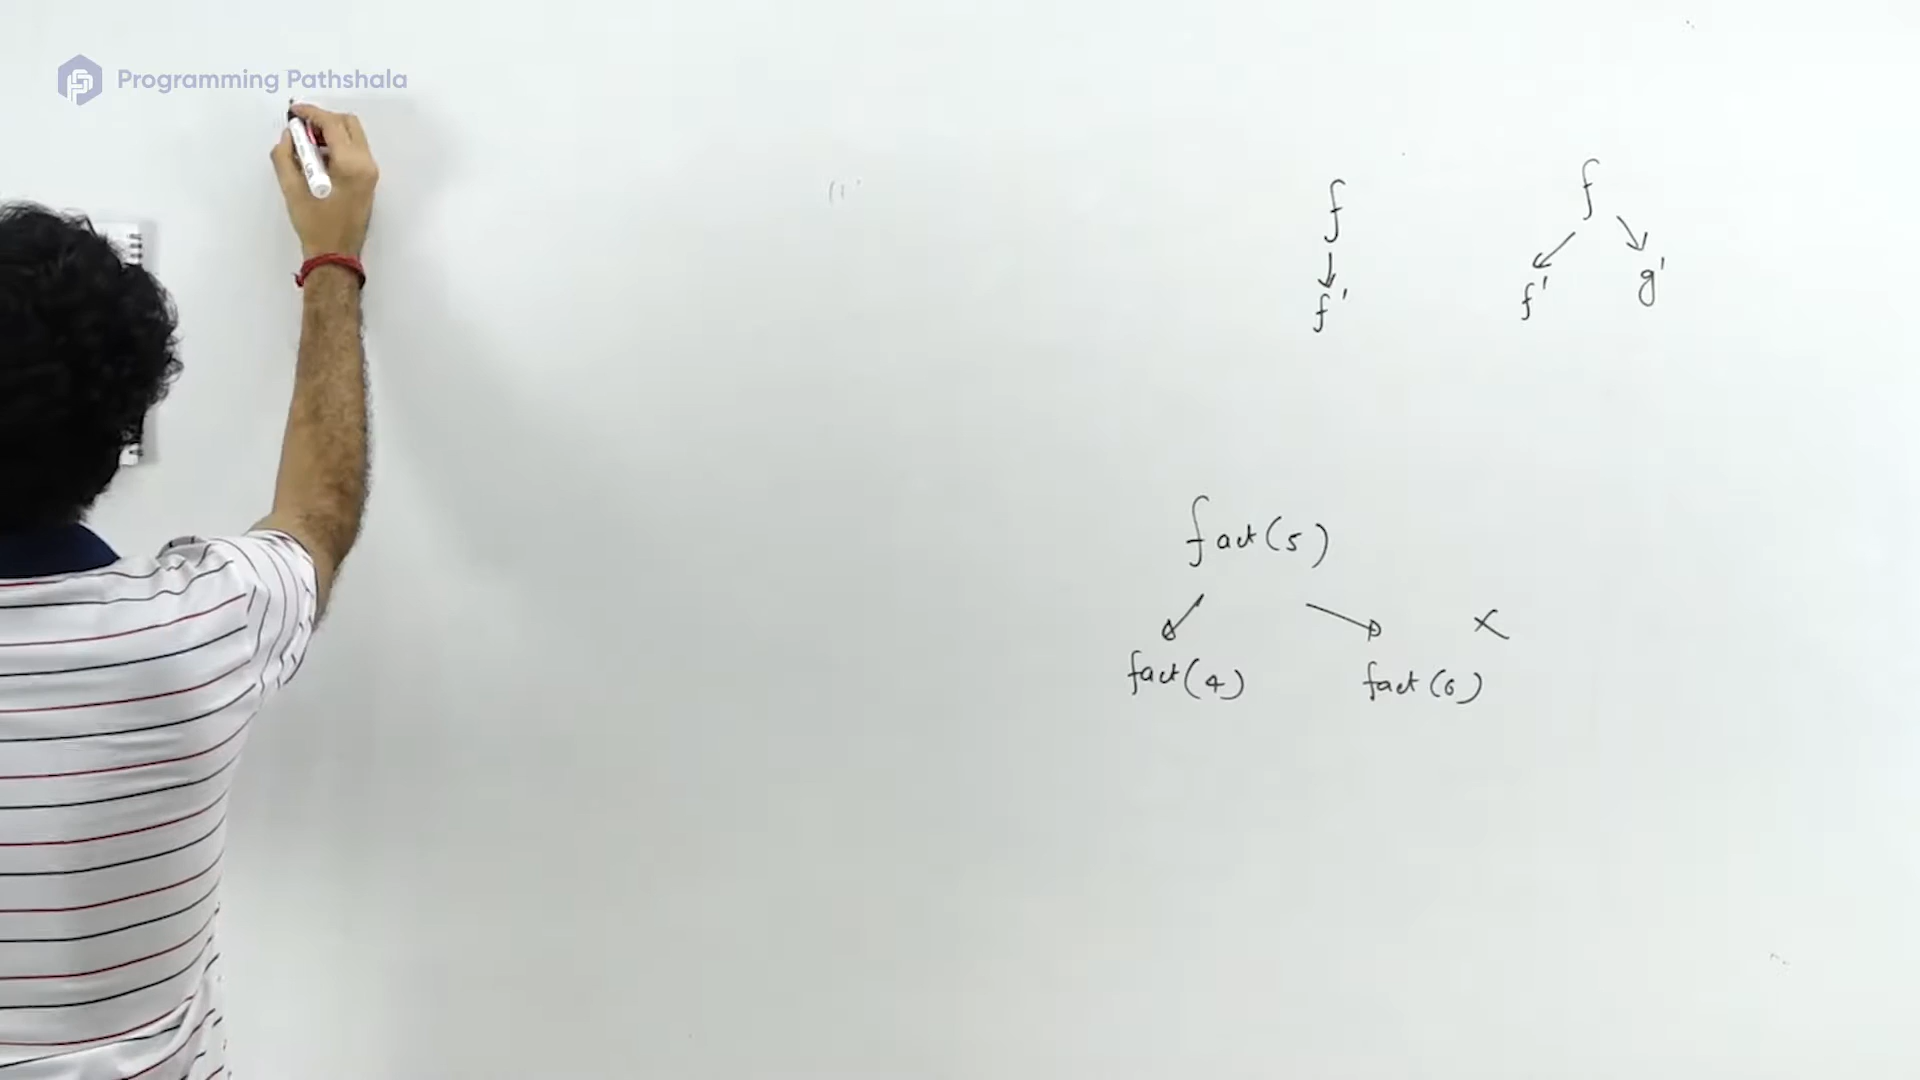 Programming Pathshala
f
f
f'
f'
g'
fact(5)
x
fact(4)
fact(6)